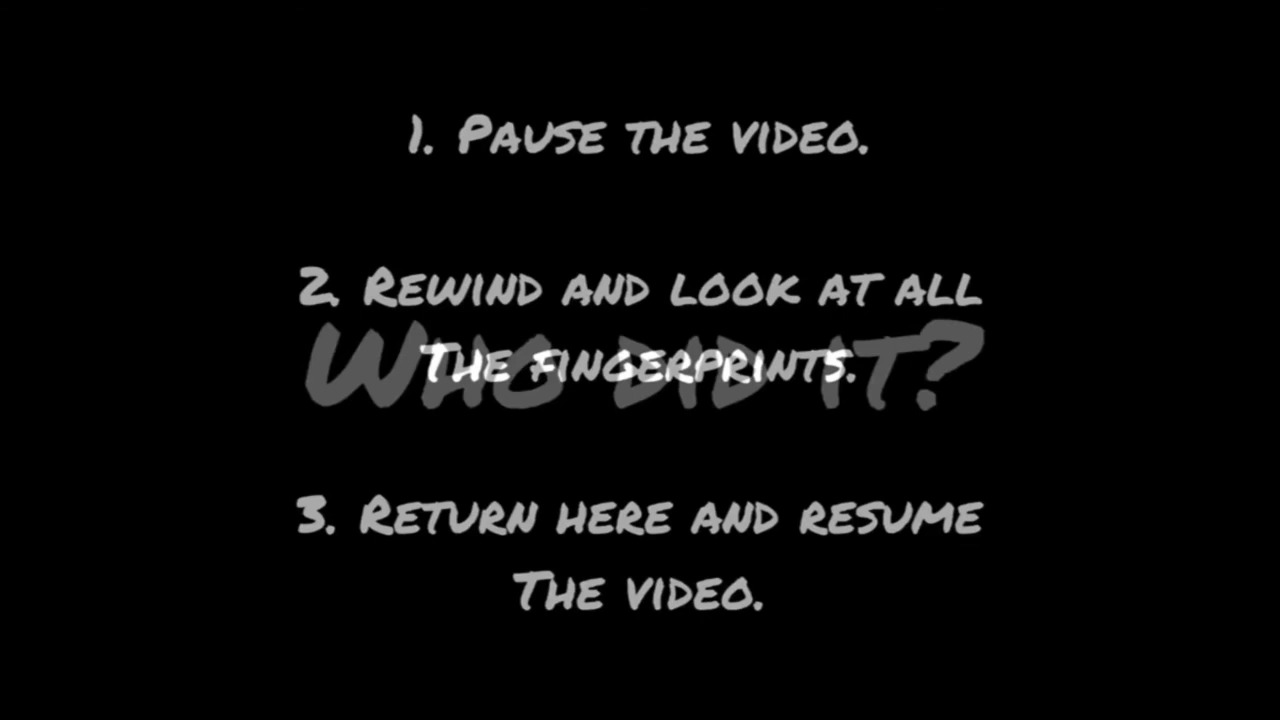 1. Pause the video.
2. Rewind and look at all
the fingerprints.
Who did it?
3. Return here and resume
the video.